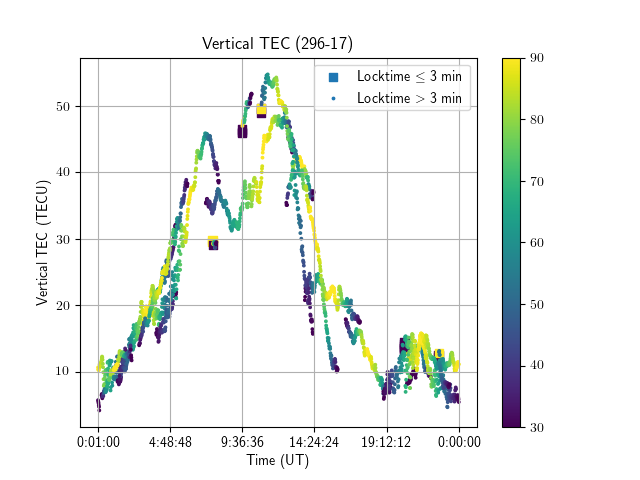 Vertical TEC (296-17)
Locktime ≤ 3 min
Locktime > 3 min
Vertical TEC (TECU)
50
40
30
20
10
0:01:00 4:48:48 9:36:36 14:24:24 19:12:12 0:00:00
Time (UT)
90
80
70
60
50
40
30